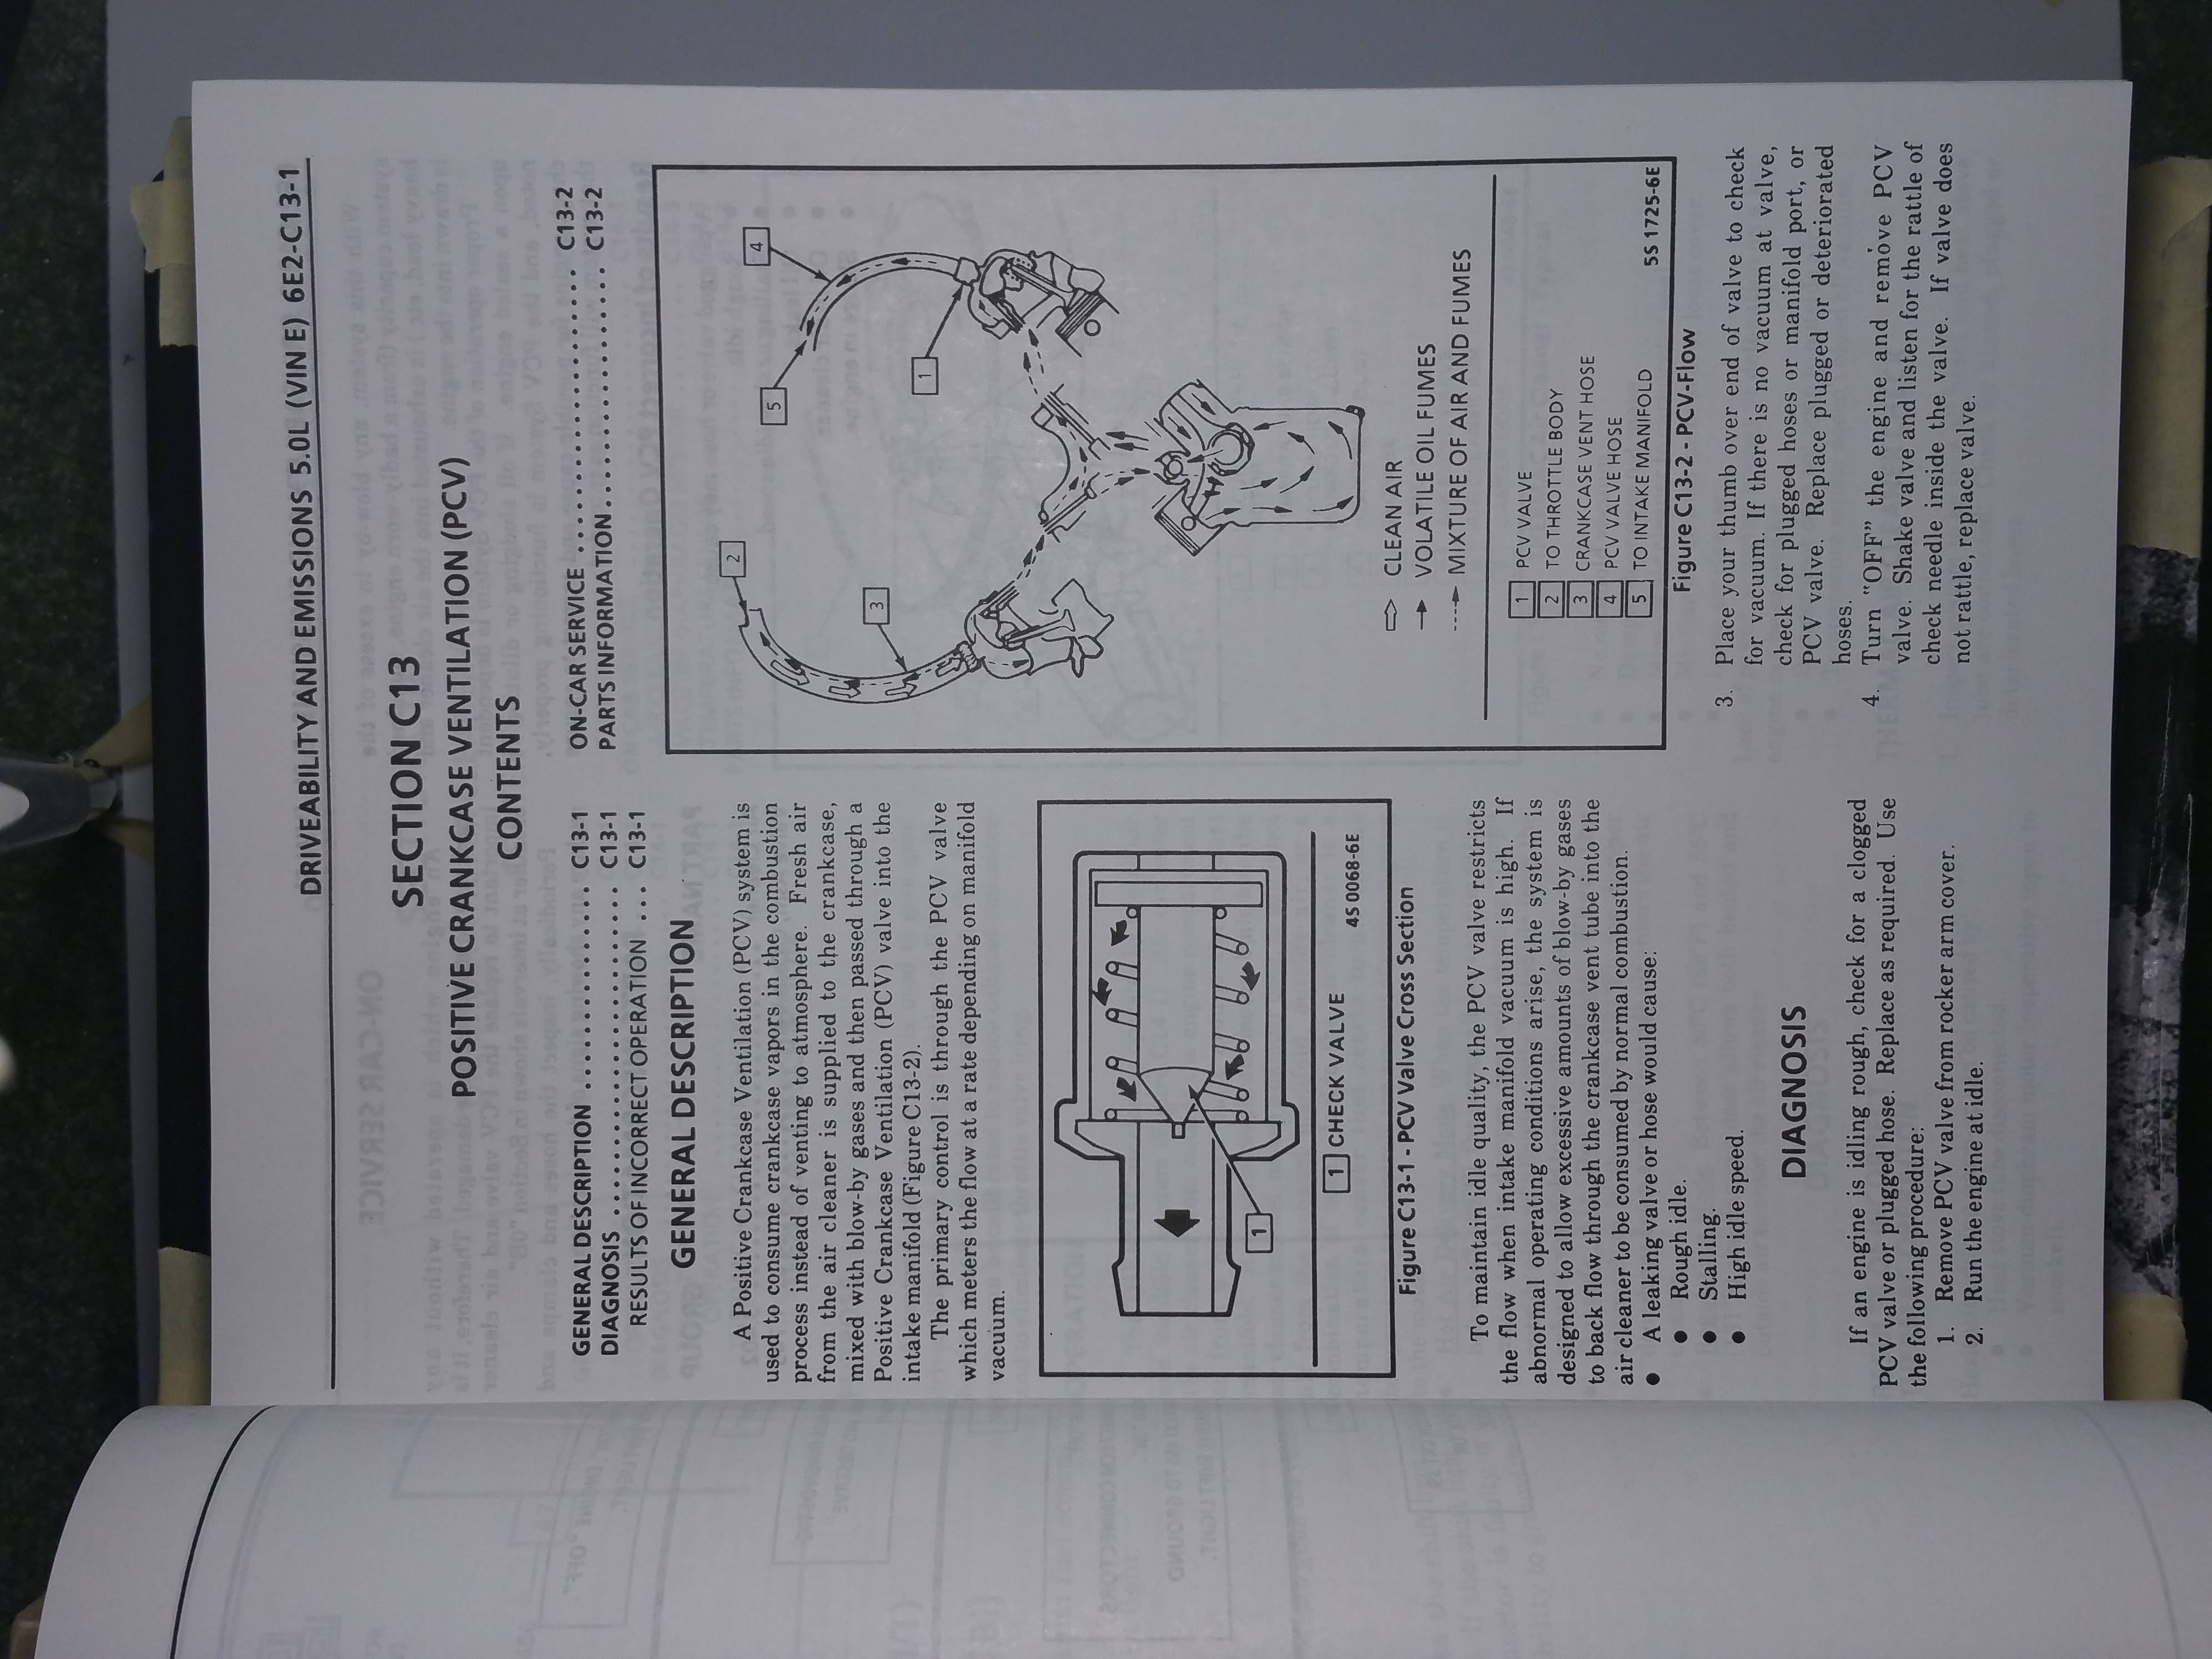 DRIVEABILITY AND EMISSIONS 5.0L (VIN E) 6E2-C13-1
SECTION C13
POSITIVE CRANKCASE VENTILATION (PCV)
CONTENTS
GENERAL DESCRIPTION ..................... C13-1
DIAGNOSIS ............................... C13-1
RESULTS OF INCORRECT OPERATION ... C13-1
ON-CAR SERVICE .......................... C13-2
PARTS INFORMATION ...................... C13-2
GENERAL DESCRIPTION
A Positive Crankcase Ventilation (PCV) system is
used to consume crankcase vapors in the combustion
process instead of venting to atmosphere. Fresh air
from the air cleaner is supplied to the crankcase,
mixed with blow-by gases and then passed through a
Positive Crankcase Ventilation (PCV) valve into the
intake manifold (Figure C13-2).
The primary control is through the PCV valve
which meters the flow at a rate depending on manifold
vacuum.
1
1 CHECK VALVE
4S 0068-6E
Figure C13-1 - PCV Valve Cross Section
To maintain idle quality, the PCV valve restricts
the flow when intake manifold vacuum is high. If
abnormal operating conditions arise, the system is
designed to allow excessive amounts of blow-by gases
to back flow through the crankcase vent tube into the
air cleaner to be consumed by normal combustion.
● A leaking valve or hose would cause:
● Rough idle.
● Stalling.
● High idle speed.
DIAGNOSIS
If an engine is idling rough, check for a clogged
PCV valve or plugged hose. Replace as required. Use
the following procedure:
1. Remove PCV valve from rocker arm cover.
2. Run the engine at idle.
2
3
5
4
1
CLEAN AIR
VOLATILE OIL FUMES
MIXTURE OF AIR AND FUMES
1 PCV VALVE
2 TO THROTTLE BODY
3 CRANKCASE VENT HOSE
4 PCV VALVE HOSE
5 TO INTAKE MANIFOLD
5S 1725-6E
Figure C13-2 - PCV-Flow
3. Place your thumb over end of valve to check
for vacuum. If there is no vacuum at valve,
check for plugged hoses or manifold port, or
PCV valve. Replace plugged or deteriorated
hoses.
4. Turn "OFF" the engine and remove PCV
valve. Shake valve and listen for the rattle of
check needle inside the valve. If valve does
not rattle, replace valve.